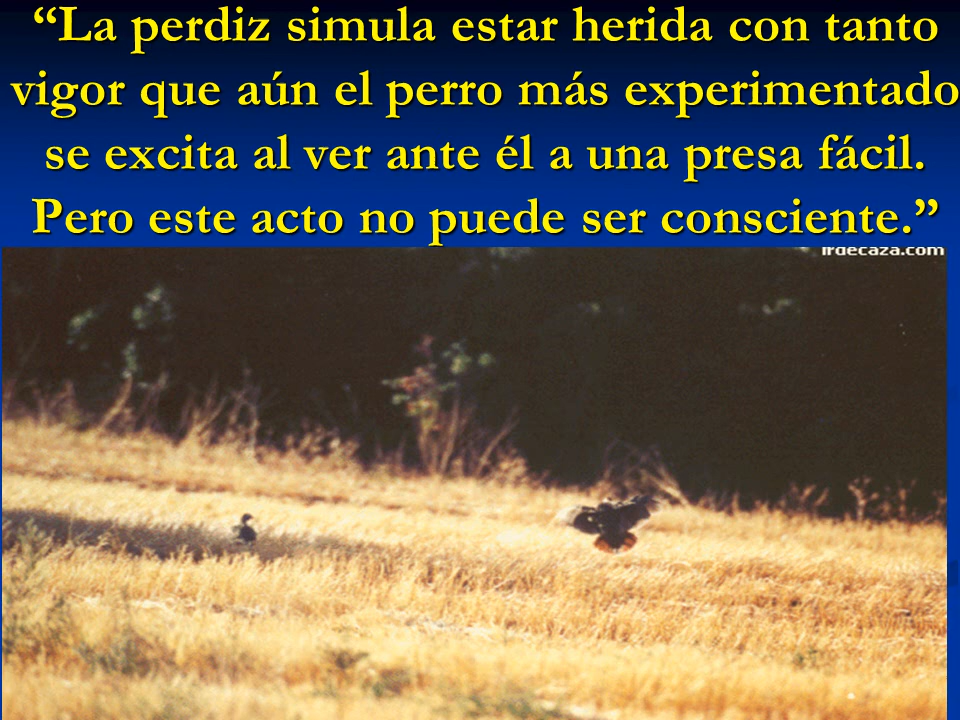 “La perdiz simula estar herida con tanto
vigor que aún el perro más experimentado
se excita al ver ante él a una presa fácil.
Pero este acto no puede ser consciente.”
irdecaza.com